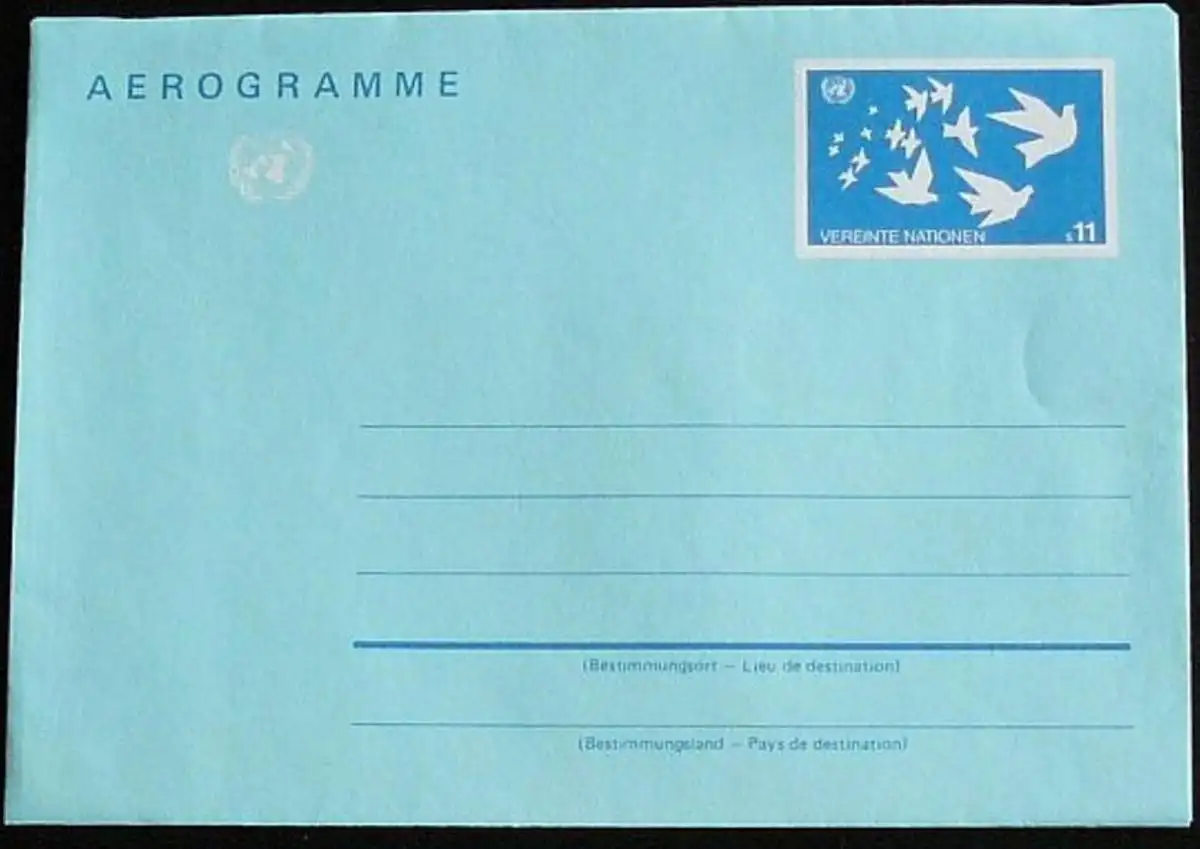 AEROGRAMME
VEREINTE NATIONEN
s11
(Bestimmungsort – Lieu de destination)
(Bestimmungsland – Pays de destination)